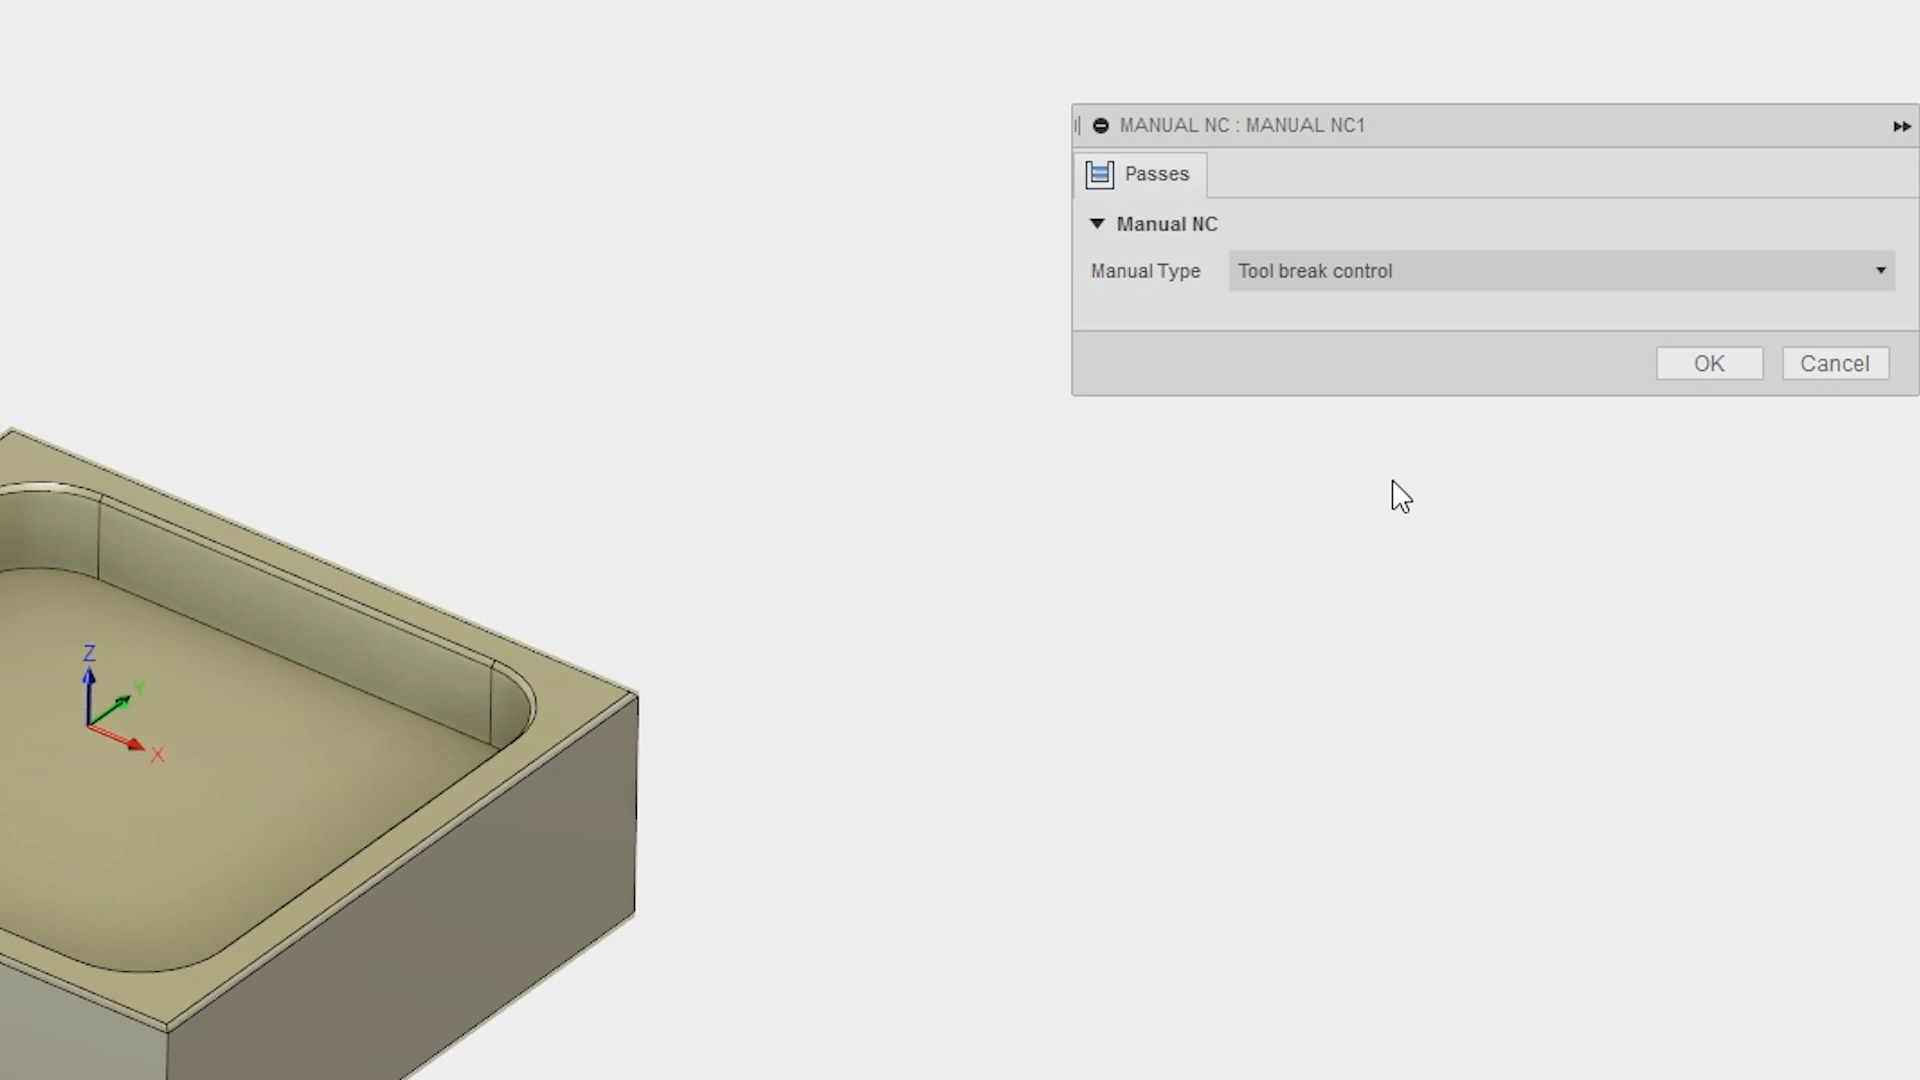 MANUAL NC : MANUAL NC1
Passes
Manual NC
Manual Type Tool break control
OK Cancel
Z
Y
X